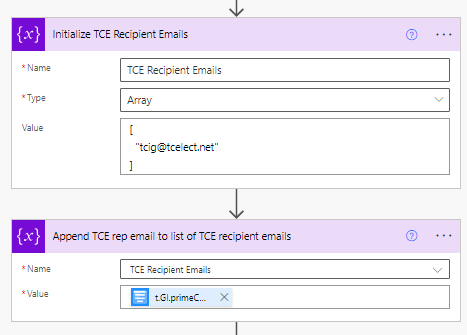 {x} Initialize TCE Recipient Emails ? ...
* Name TCE Recipient Emails
* Type Array
Value [
"tcig@tcelect.net"
]
{x} Append TCE rep email to list of TCE recipient emails ? ...
* Name TCE Recipient Emails
* Value t.GI.primeC... ×